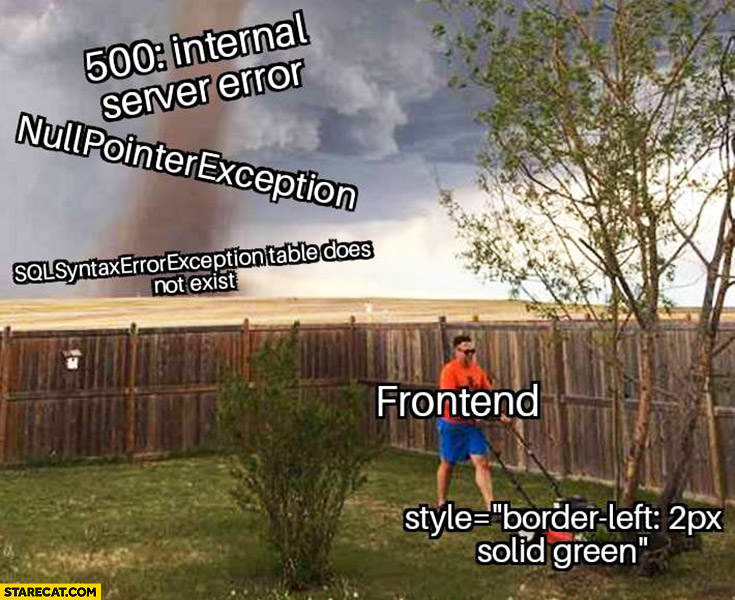 500: internal
server error
NullPointerException
SQLSyntaxErrorException table does
not exist
Frontend
style="border-left: 2px
solid green"
STARECAT.COM